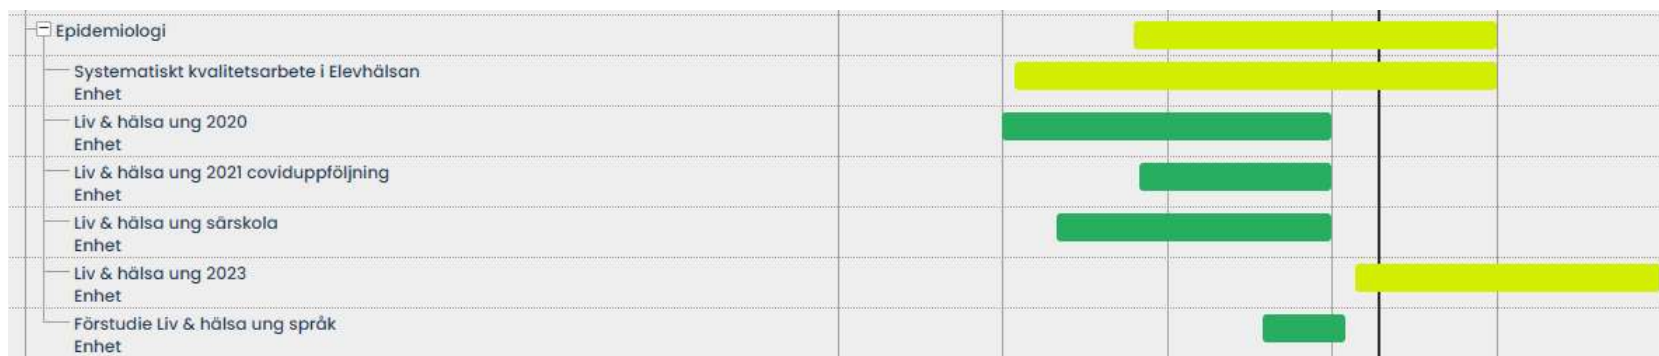 Epidemiologi
Systematiskt kvalitetsarbete i Elevhälsan
Enhet
Liv & hälsa ung 2020
Enhet
Liv & hälsa ung 2021 coviduppföljning
Enhet
Liv & hälsa ung särskola
Enhet
Liv & hälsa ung 2023
Enhet
Förstudie Liv & hälsa ung språk
Enhet